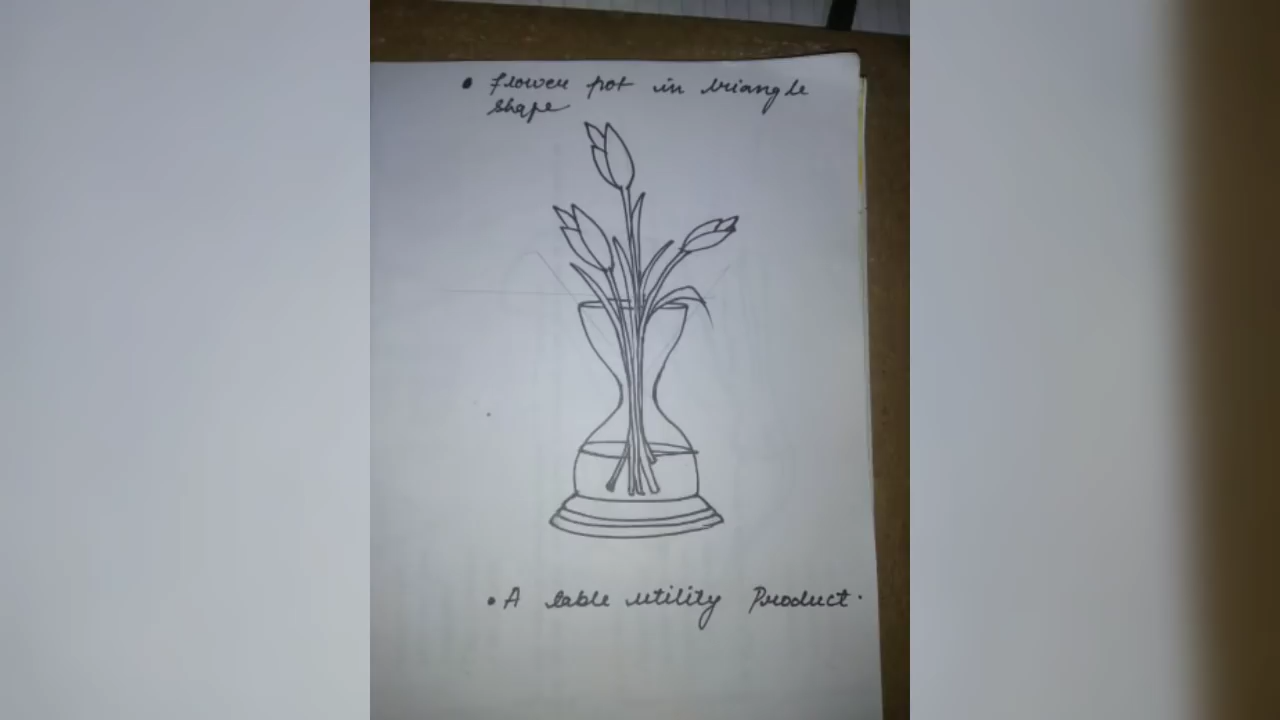 • flower pot in triangle
shape
• A table utility Product.